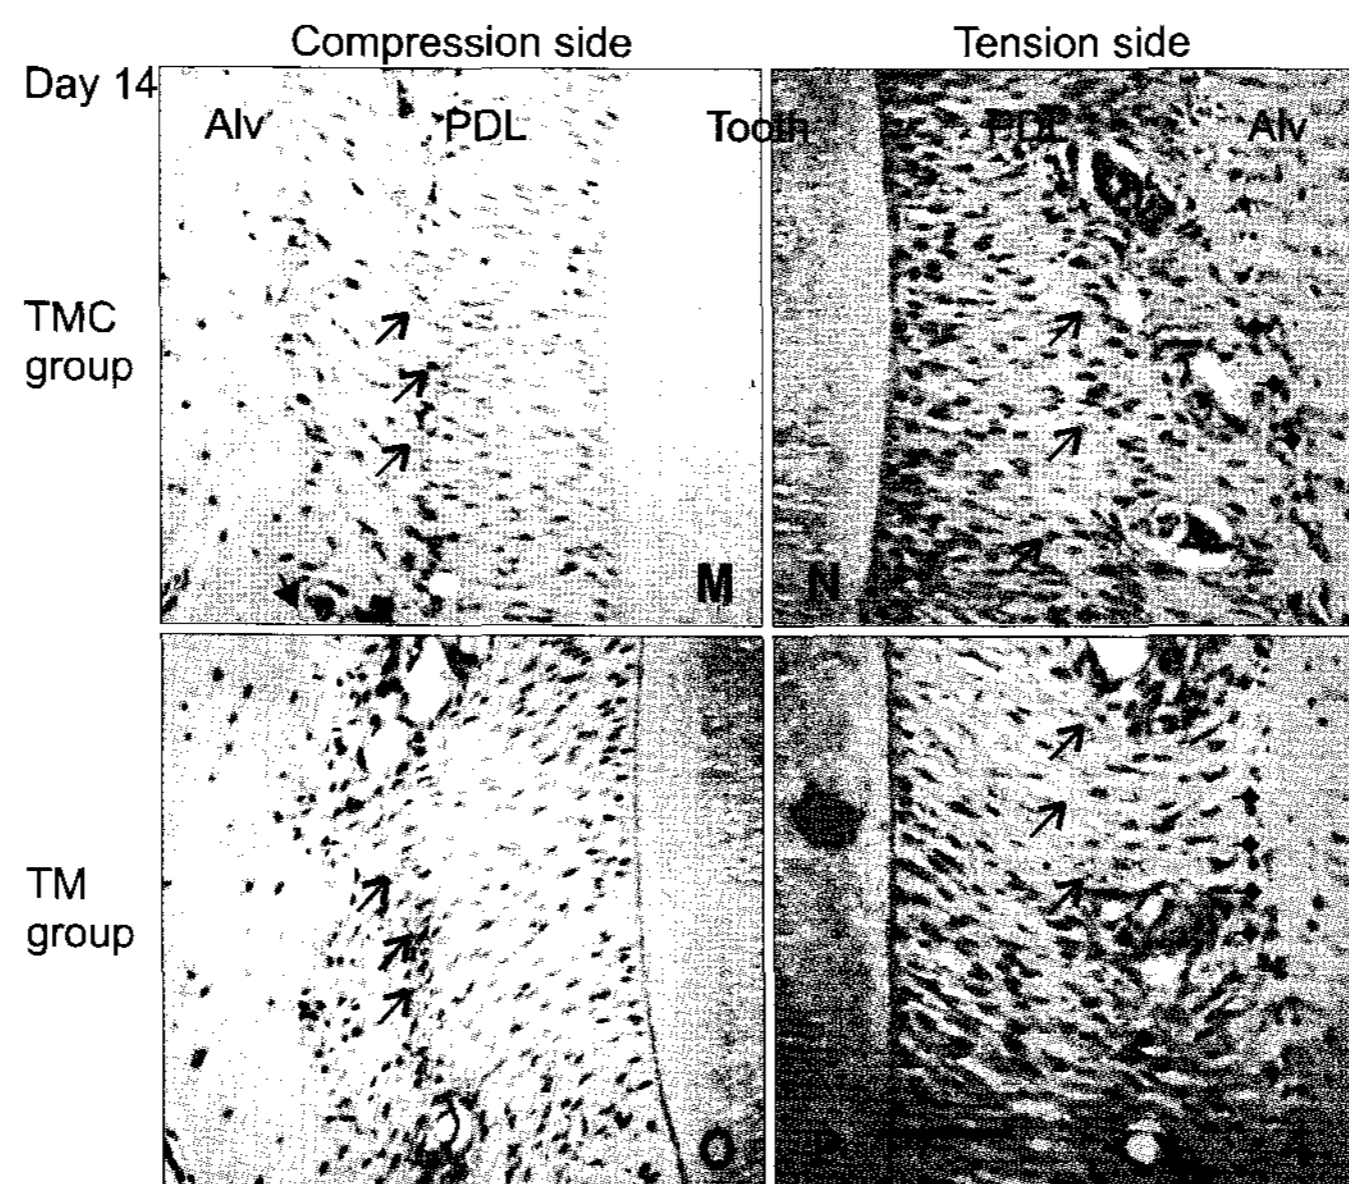 Compression side
Tension side
Day 14
Alv
PDL
Tooth
PDL
Alv
TMC
group
M
N
TM
group
O
P